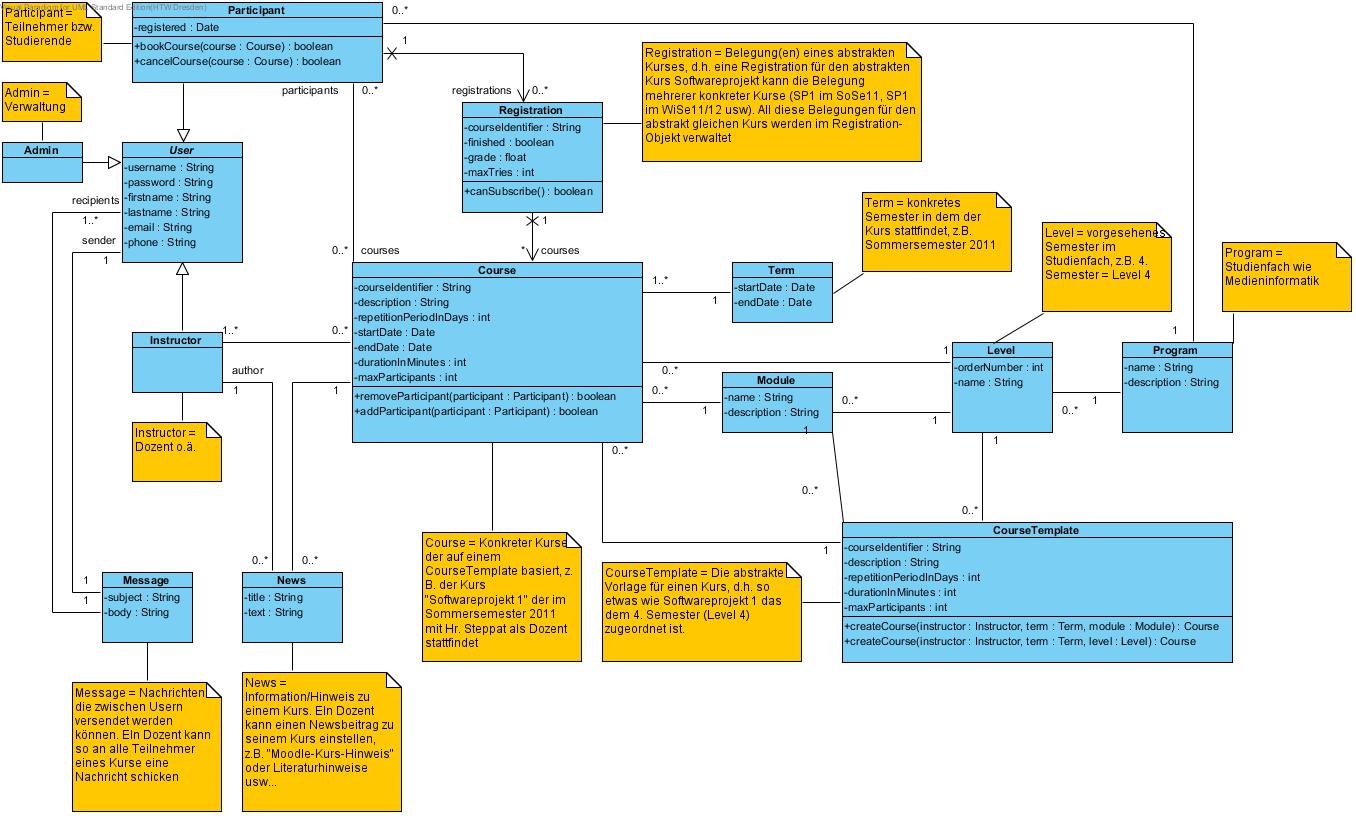 Visual Paradigm for UML Standard Edition(HTW Dresden)
Participant =
Teilnehmer bzw.
Studierende
Participant
-registered : Date
+bookCourse(course : Course) : boolean
+cancelCourse(course : Course) : boolean
0..*
1
participants
0..*
registrations
0..*
Admin =
Verwaltung
Admin
User
-username : String
-password : String
-firstname : String
-lastname : String
-email : String
-phone : String
recipients
1..*
sender
1
Registration
-courseIdentifier : String
-finished : boolean
-grade : float
-maxTries : int
+canSubscribe() : boolean
1
*
courses
0..*
courses
Registration = Belegung(en) eines abstrakten
Kurses, d.h. eine Registration für den abstrakten
Kurs Softwareprojekt kann die Belegung
mehrerer konkreter Kurse (SP1 im SoSe11, SP1
im WiSe11/12 usw). All diese Belegungen für den
abstrakt gleichen Kurs werden im Registration-
Objekt verwaltet
Term = konkretes
Semester in dem der
Kurs stattfindet, z.B.
Sommersemester 2011
Level = vorgesehenes
Semester im
Studienfach, z.B. 4.
Semester = Level 4
Program =
Studienfach wie
Medieninformatik
Course
-courseIdentifier : String
-description : String
-repetitionPeriodInDays : int
-startDate : Date
-endDate : Date
-durationInMinutes : int
-maxParticipants : int
+removeParticipant(participant : Participant) : boolean
+addParticipant(participant : Participant) : boolean
1..*
1
Term
-startDate : Date
-endDate : Date
0..*
1
0..*
1
Module
-name : String
-description : String
1
0..*
1
Level
-orderNumber : int
-name : String
0..*
1
1
Program
-name : String
-description : String
1
Instructor
1..*
0..*
author
1
1
Instructor =
Dozent o.ä.
0..*
0..*
0..*
0..*
1
0..*
CourseTemplate
-courseIdentifier : String
-description : String
-repetitionPeriodInDays : int
-durationInMinutes : int
-maxParticipants : int
+createCourse(instructor : Instructor, term : Term, module : Module) : Course
+createCourse(instructor : Instructor, term : Term, level : Level) : Course
1
1
Message
-subject : String
-body : String
News
-title : String
-text : String
Course = Konkreter Kurse
der auf einem
CourseTemplate basiert, z.
B. der Kurs
"Softwareprojekt 1" der im
Sommersemester 2011
mit Hr. Steppat als Dozent
stattfindet
CourseTemplate = Die abstrakte
Vorlage für einen Kurs, d.h. so
etwas wie Softwareprojekt 1 das
dem 4. Semester (Level 4)
zugeordnet ist.
Message = Nachrichten
die zwischen Usern
versendet werden
können. EIn Dozent kann
so an alle Teilnehmer
eines Kurse eine
Nachricht schicken
News =
Information/Hinweis zu
einem Kurs. EIn Dozent
kann einen Newsbeitrag zu
seinem Kurs einstellen,
z.B. "Moodle-Kurs-Hinweis"
oder Literaturhinweise
usw...